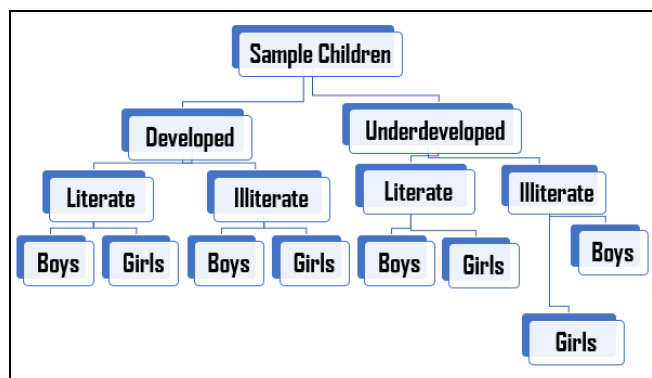 Sample Children
Developed
Underdeveloped
Literate
Illiterate
Literate
Illiterate
Boys
Girls
Boys
Girls
Boys
Girls
Boys
Girls